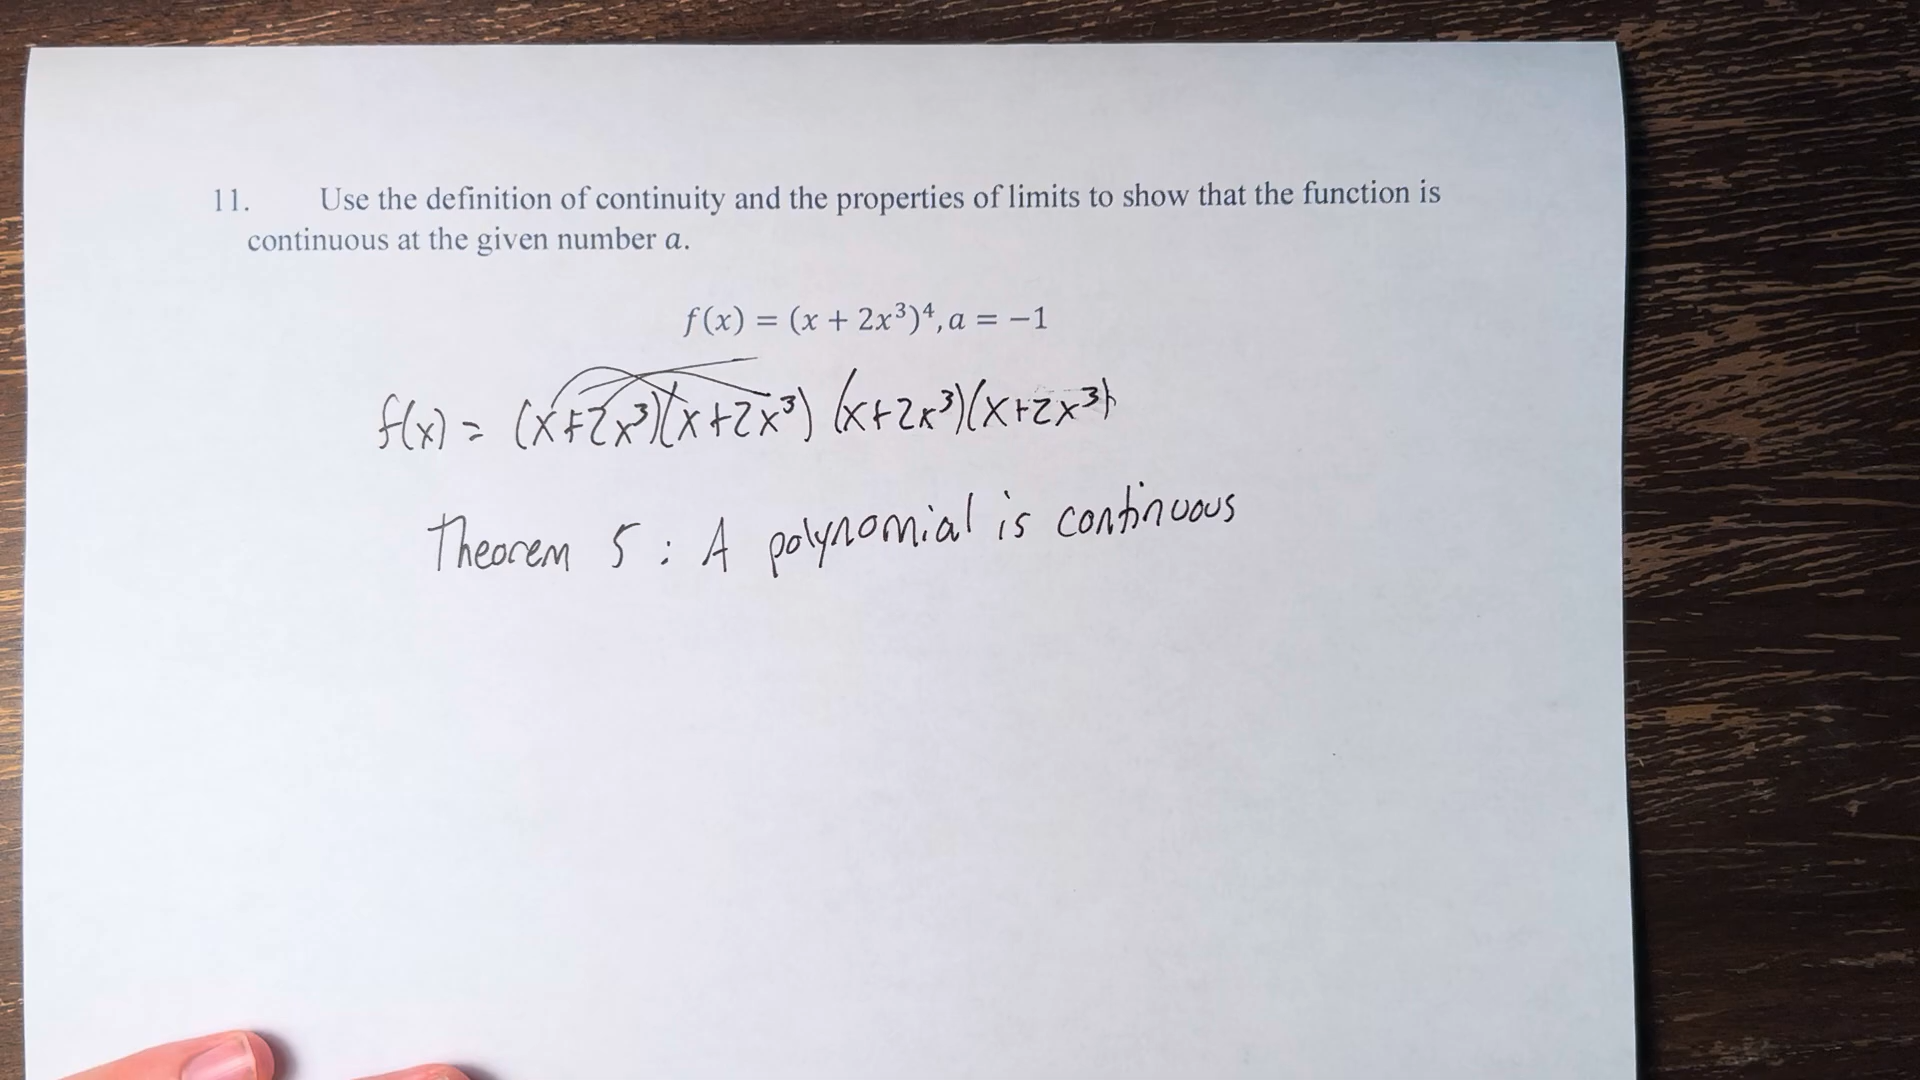 11. Use the definition of continuity and the properties of limits to show that the function is
continuous at the given number a.
f(x) = (x + 2x³)⁴, a = −1
f(x) = (x+2x³)(x+2x³) (x+2x³)(x+2x³)
Theorem 5 : A polynomial is continuous